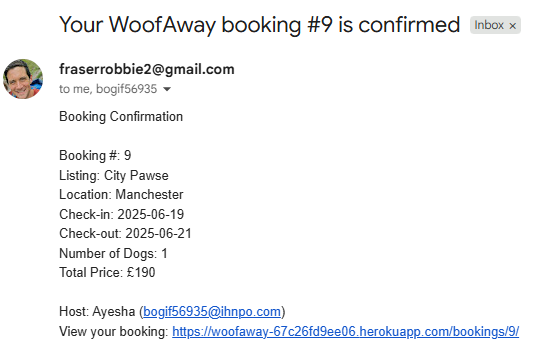 Your WoofAway booking #9 is confirmed Inbox ×
fraserrobbie2@gmail.com
to me, bogif56935
Booking Confirmation
Booking #: 9
Listing: City Pawse
Location: Manchester
Check-in: 2025-06-19
Check-out: 2025-06-21
Number of Dogs: 1
Total Price: £190
Host: Ayesha (bogif56935@ihnpo.com)
View your booking: https://woofaway-67c26fd9ee06.herokuapp.com/bookings/9/